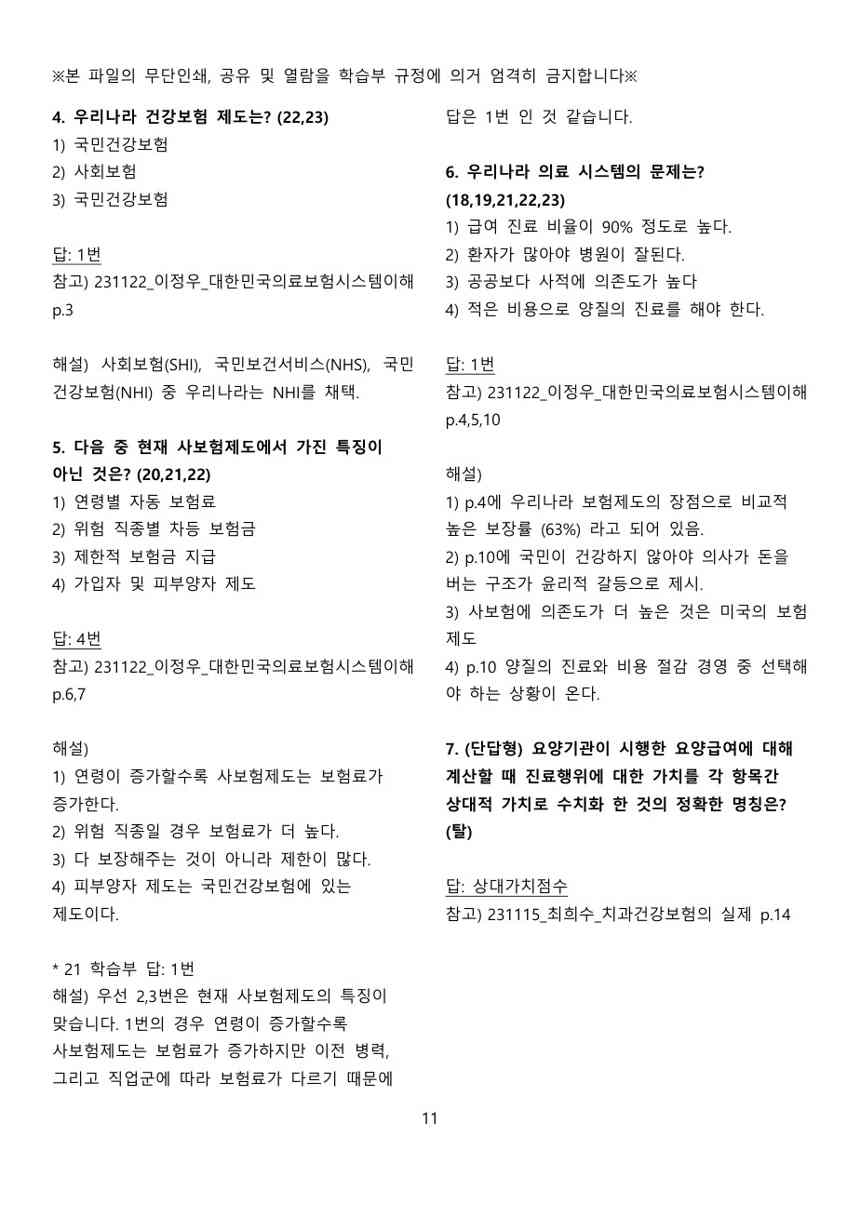 ※본 파일의 무단인쇄, 공유 및 열람을 학습부 규정에 의거 엄격히 금지합니다※
4. 우리나라 건강보험 제도는? (22,23)
1) 국민건강보험
2) 사회보험
3) 국민건강보험
답: 1번
참고) 231122_이정우_대한민국의료보험시스템이해
p.3
해설) 사회보험(SHI), 국민보건서비스(NHS), 국민
건강보험(NHI) 중 우리나라는 NHI를 채택.
5. 다음 중 현재 사보험제도에서 가진 특징이
아닌 것은? (20,21,22)
1) 연령별 자동 보험료
2) 위험 직종별 차등 보험금
3) 제한적 보험금 지급
4) 가입자 및 피부양자 제도
답: 4번
참고) 231122_이정우_대한민국의료보험시스템이해
p.6,7
해설)
1) 연령이 증가할수록 사보험제도는 보험료가
증가한다.
2) 위험 직종일 경우 보험료가 더 높다.
3) 다 보장해주는 것이 아니라 제한이 많다.
4) 피부양자 제도는 국민건강보험에 있는
제도이다.
* 21 학습부 답: 1번
해설) 우선 2,3번은 현재 사보험제도의 특징이
맞습니다. 1번의 경우 연령이 증가할수록
사보험제도는 보험료가 증가하지만 이전 병력,
그리고 직업군에 따라 보험료가 다르기 때문에
답은 1번 인 것 같습니다.
6. 우리나라 의료 시스템의 문제는?
(18,19,21,22,23)
1) 급여 진료 비율이 90% 정도로 높다.
2) 환자가 많아야 병원이 잘된다.
3) 공공보다 사적에 의존도가 높다
4) 적은 비용으로 양질의 진료를 해야 한다.
답: 1번
참고) 231122_이정우_대한민국의료보험시스템이해
p.4,5,10
해설)
1) p.4에 우리나라 보험제도의 장점으로 비교적
높은 보장률 (63%) 라고 되어 있음.
2) p.10에 국민이 건강하지 않아야 의사가 돈을
버는 구조가 윤리적 갈등으로 제시.
3) 사보험에 의존도가 더 높은 것은 미국의 보험
제도
4) p.10 양질의 진료와 비용 절감 경영 중 선택해
야 하는 상황이 온다.
7. (단답형) 요양기관이 시행한 요양급여에 대해
계산할 때 진료행위에 대한 가치를 각 항목간
상대적 가치로 수치화 한 것의 정확한 명칭은?
(탈)
답: 상대가치점수
참고) 231115_최희수_치과건강보험의 실제 p.14
11